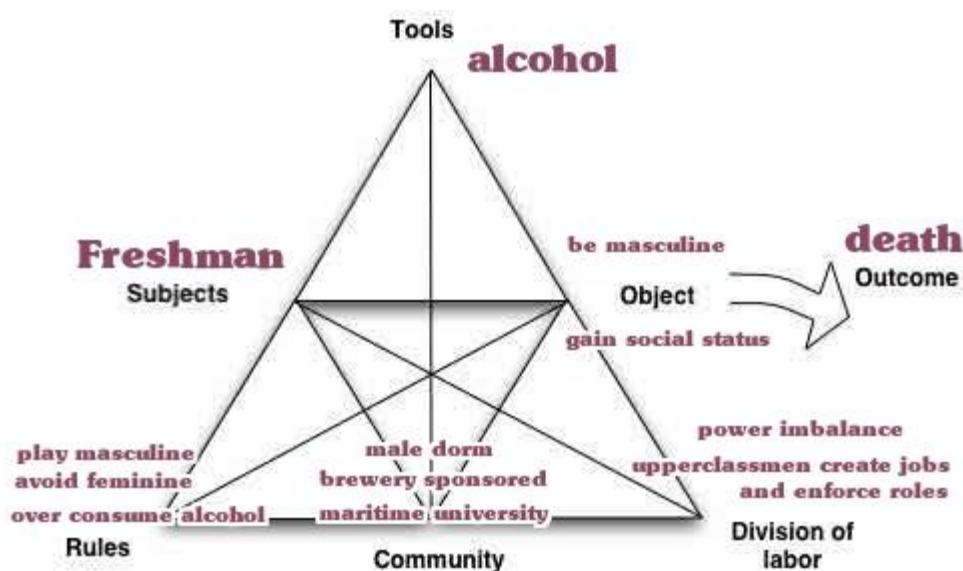 Tools
alcohol
be masculine
Freshman
death
Subjects
Object
Outcome
gain social status
play masculine
avoid feminine
over consume alcohol
Rules
male dorm
brewery sponsored
maritime university
Community
power imbalance
upperclassmen create jobs
and enforce roles
Division of
labor